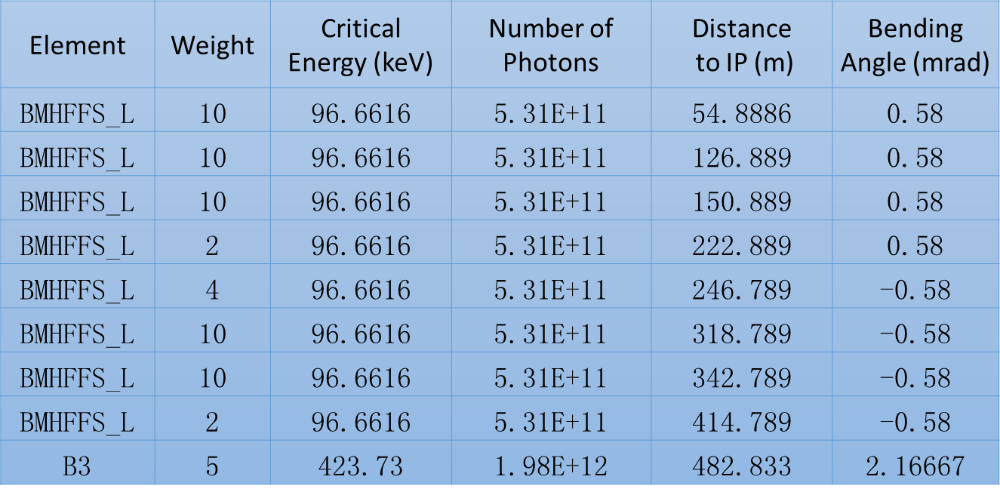 Element Weight Critical Energy (keV) Number of Photons Distance to IP (m) Bending Angle (mrad)
BMHFFS_L 10 96.6616 5.31E+11 54.8886 0.58
BMHFFS_L 10 96.6616 5.31E+11 126.889 0.58
BMHFFS_L 10 96.6616 5.31E+11 150.889 0.58
BMHFFS_L 2 96.6616 5.31E+11 222.889 0.58
BMHFFS_L 4 96.6616 5.31E+11 246.789 -0.58
BMHFFS_L 10 96.6616 5.31E+11 318.789 -0.58
BMHFFS_L 10 96.6616 5.31E+11 342.789 -0.58
BMHFFS_L 2 96.6616 5.31E+11 414.789 -0.58
B3 5 423.73 1.98E+12 482.833 2.16667